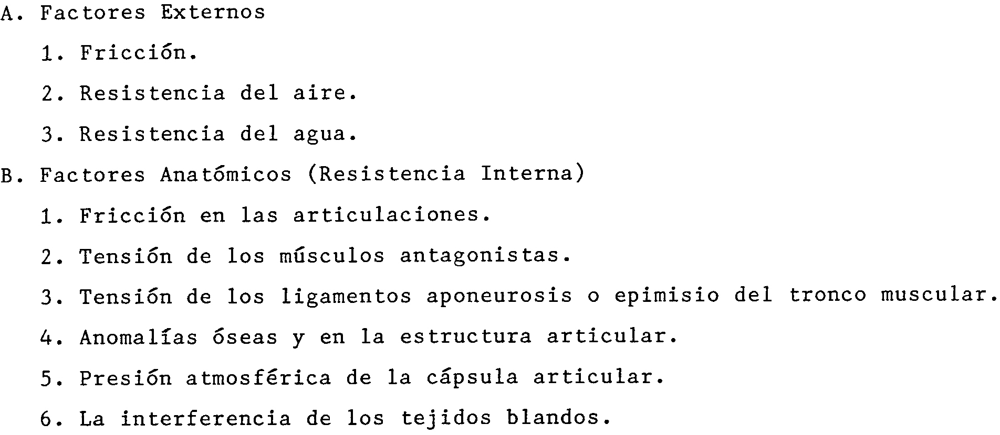 A. Factores Externos
1. Fricción.
2. Resistencia del aire.
3. Resistencia del agua.
B. Factores Anatómicos (Resistencia Interna)
1. Fricción en las articulaciones.
2. Tensión de los músculos antagonistas.
3. Tensión de los ligamentos aponeurosis o epimisio del tronco muscular.
4. Anomalías óseas y en la estructura articular.
5. Presión atmosférica de la cápsula articular.
6. La interferencia de los tejidos blandos.